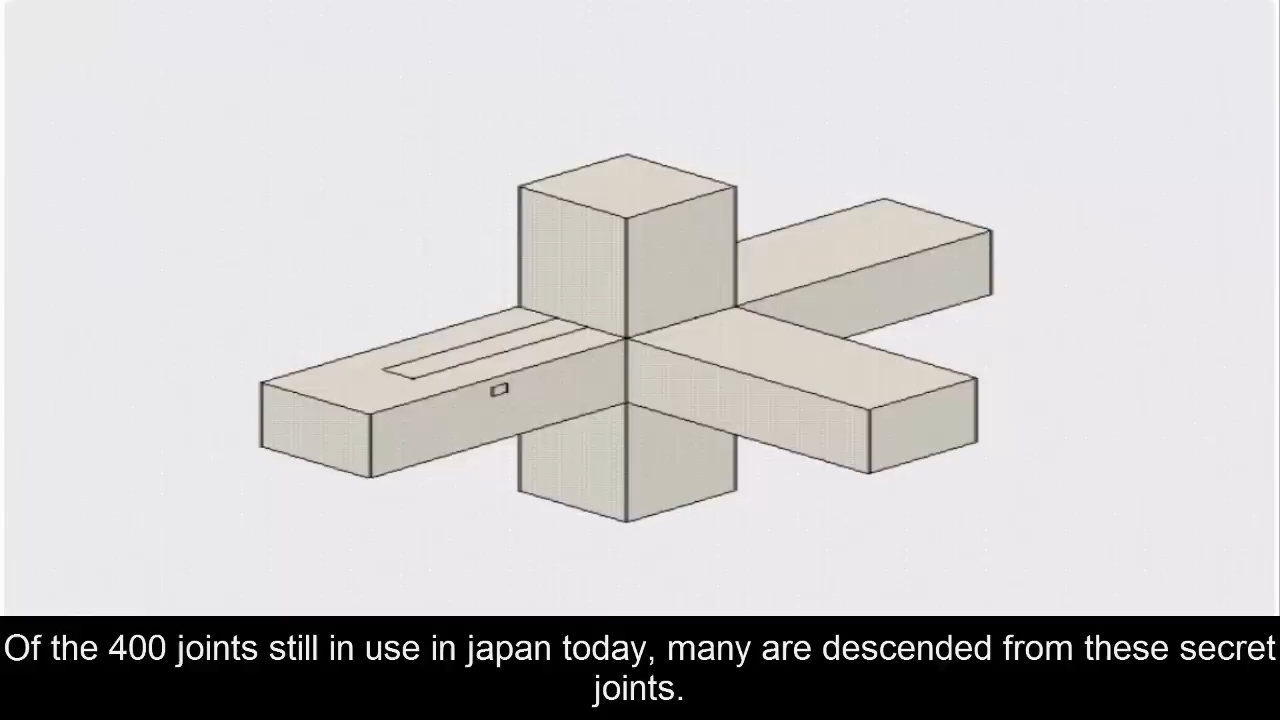 Of the 400 joints still in use in japan today, many are descended from these secret
joints.